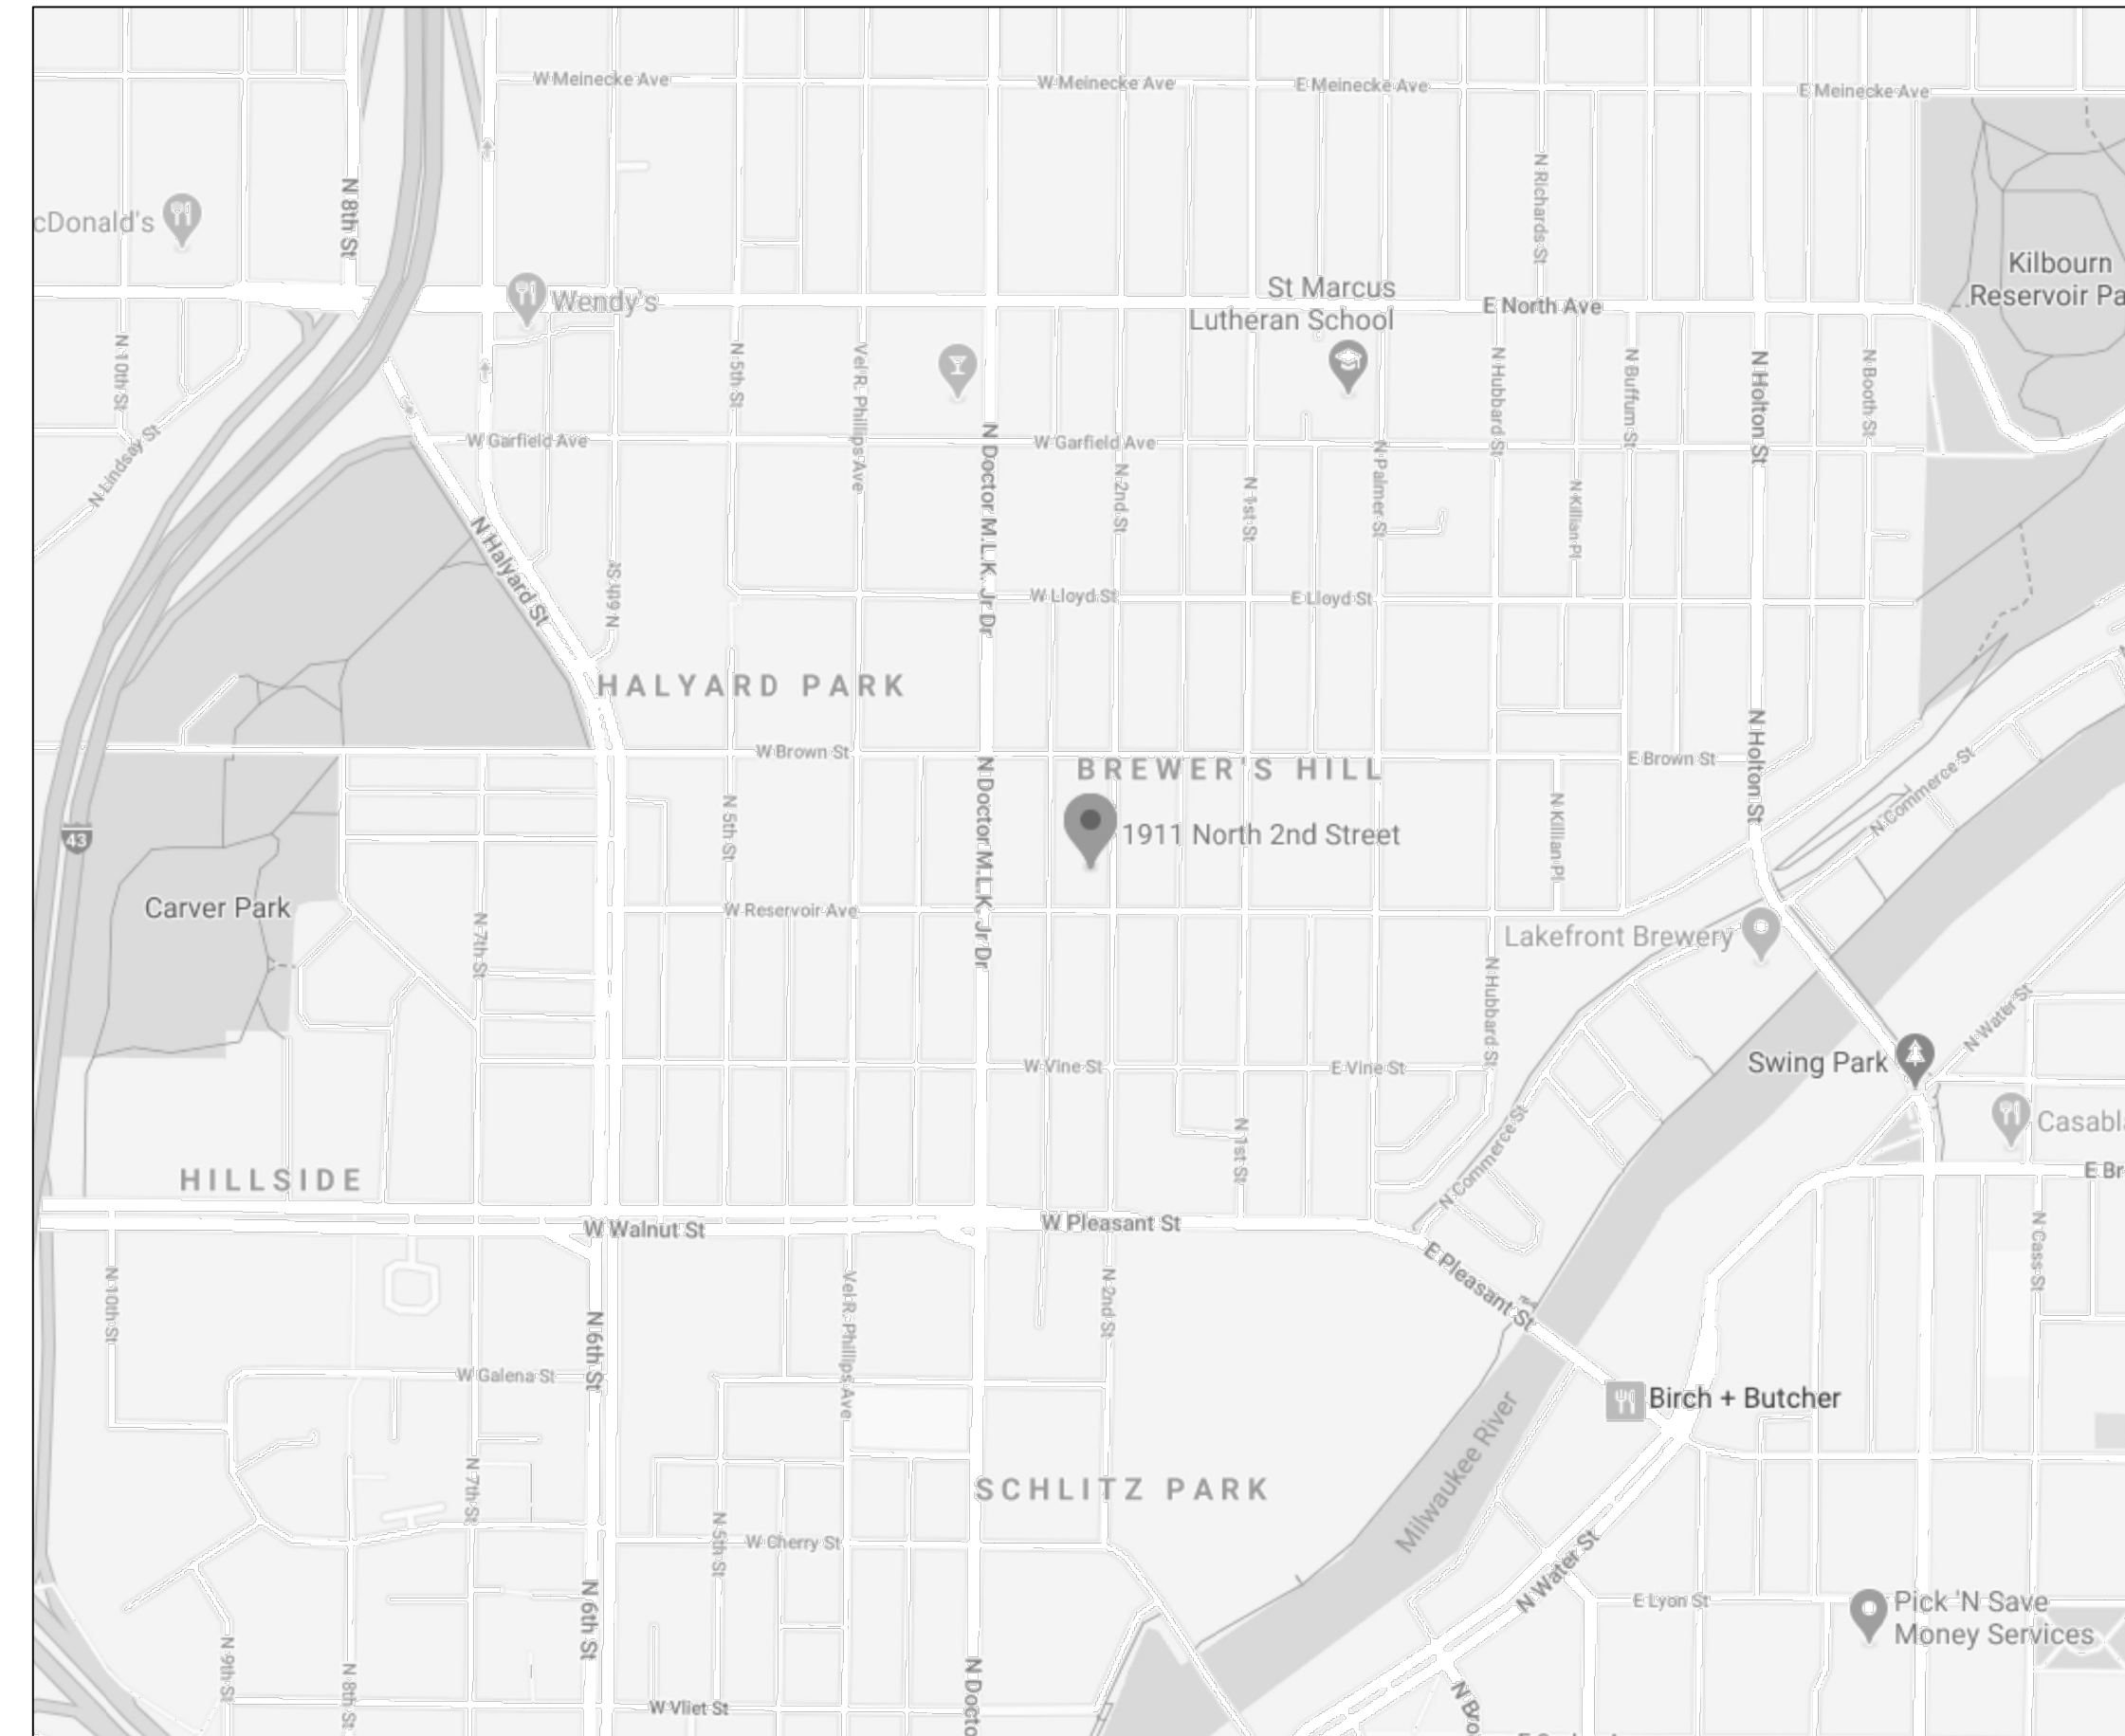 W Meinecke Ave
W Meinecke Ave
E Meinecke Ave
E Meinecke Ave
N 8th St
N Richards St
cDonald's
Kilbourn
Reservoir Pa
Wendy's
St Marcus
Lutheran School
E North Ave
N 10th St
N 5th St
Vel R. Phillips Ave
N Hubbard St
N Buffum St
N Holton St
N Booth St
N Lindsay St
W Garfield Ave
W Garfield Ave
N Doctor M.L.K. Jr Dr
N 2nd St
N 1st St
N Palmer St
N Killian Pl
N Halyard St
N 6th St
W Lloyd St
E Lloyd St
HALYARD PARK
W Brown St
BREWER'S HILL
E Brown St
N Holton St
N Commerce St
43
N 5th St
N Doctor M.L.K. Jr Dr
1911 North 2nd Street
N Killian Pl
Carver Park
N 7th St
W Reservoir Ave
Lakefront Brewery
N Hubbard St
N Water St
W Vine St
E Vine St
Swing Park
Casabl
N 1st St
N Commerce St
HILLSIDE
E Br
W Walnut St
W Pleasant St
E Pleasant St
N 10th St
N 6th St
Vel R. Phillips Ave
N 2nd St
N Cass St
W Galena St
Birch + Butcher
Milwaukee River
N 7th St
SCHLITZ PARK
N 5th St
W Cherry St
N Water St
N 6th St
E Lyon St
Pick 'N Save
Money Services
N 9th St
N 8th St
W Vliet St
N Docto
N Bro